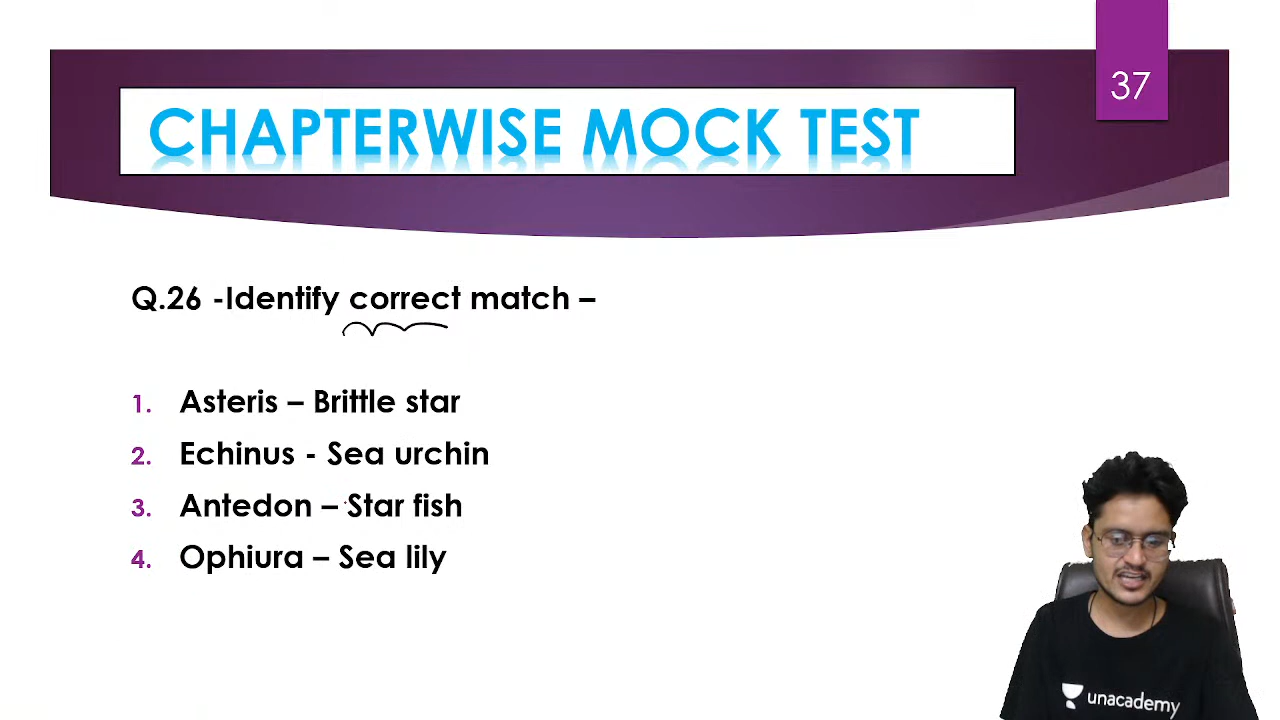 37
CHAPTERWISE MOCK TEST
Q.26 -Identify correct match –
1. Asteris – Brittle star
2. Echinus - Sea urchin
3. Antedon – Star fish
4. Ophiura – Sea lily
unacademy